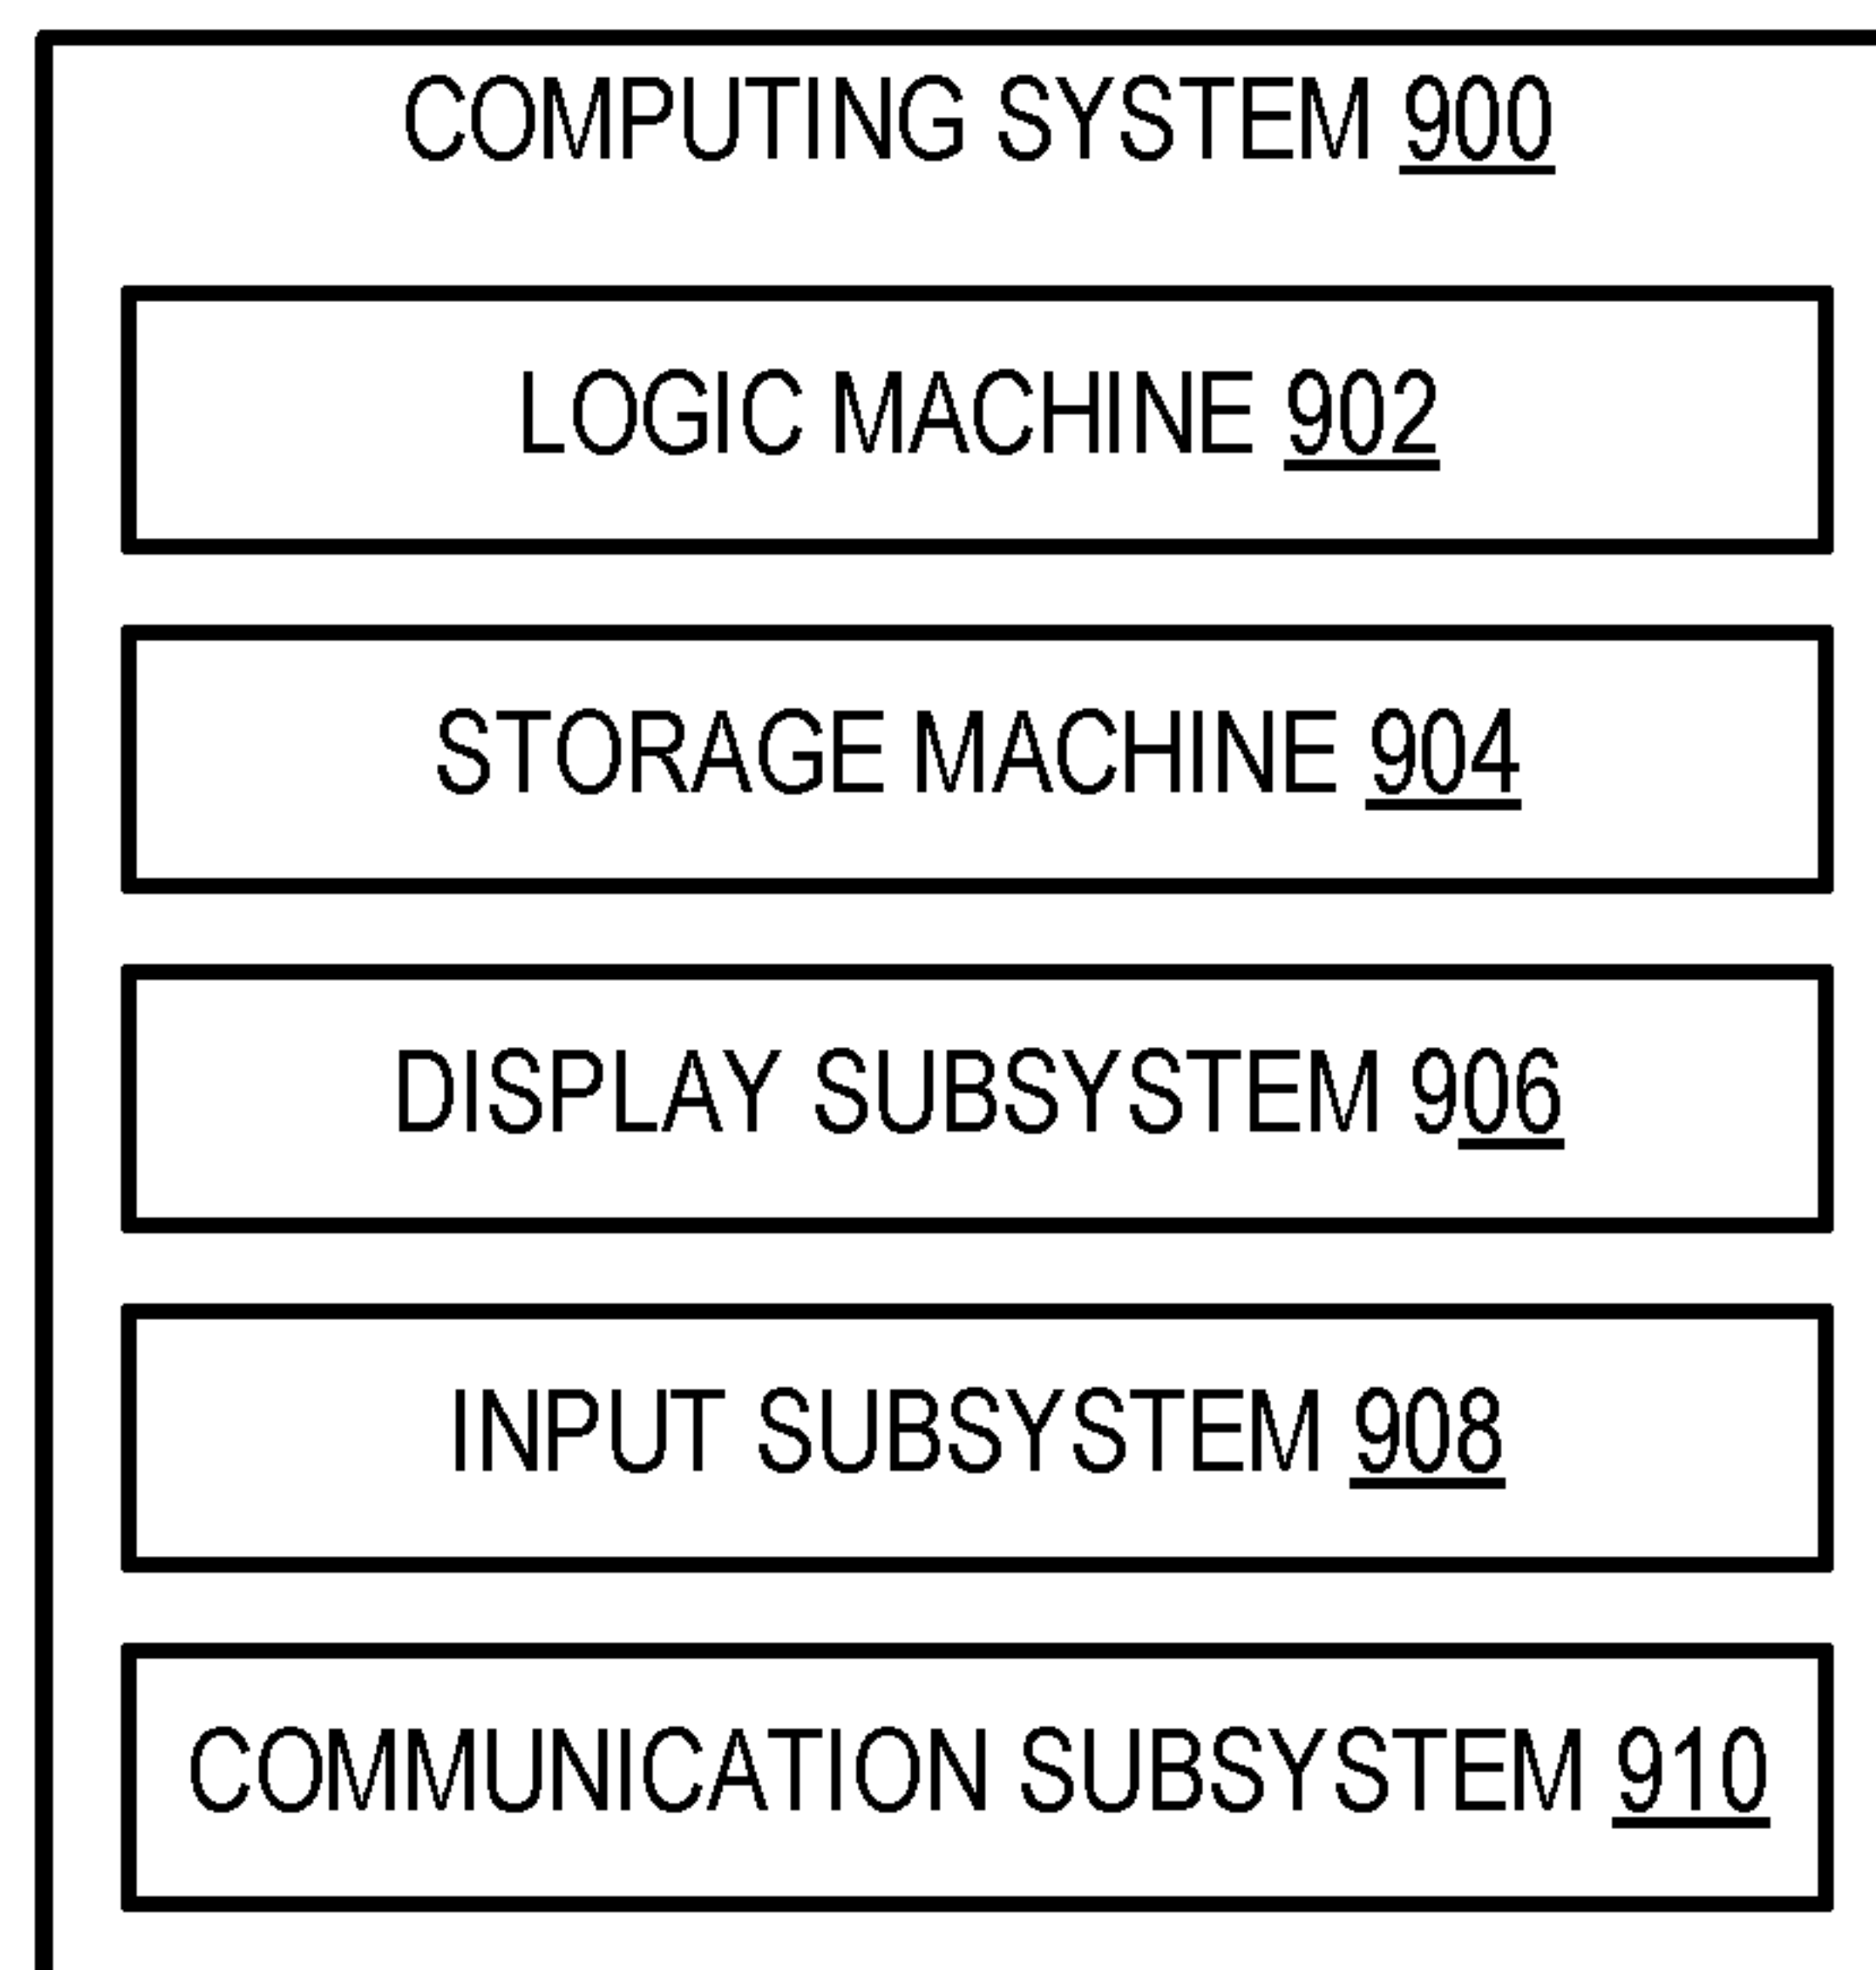 COMPUTING SYSTEM 900
LOGIC MACHINE 902
STORAGE MACHINE 904
DISPLAY SUBSYSTEM 906
INPUT SUBSYSTEM 908
COMMUNICATION SUBSYSTEM 910